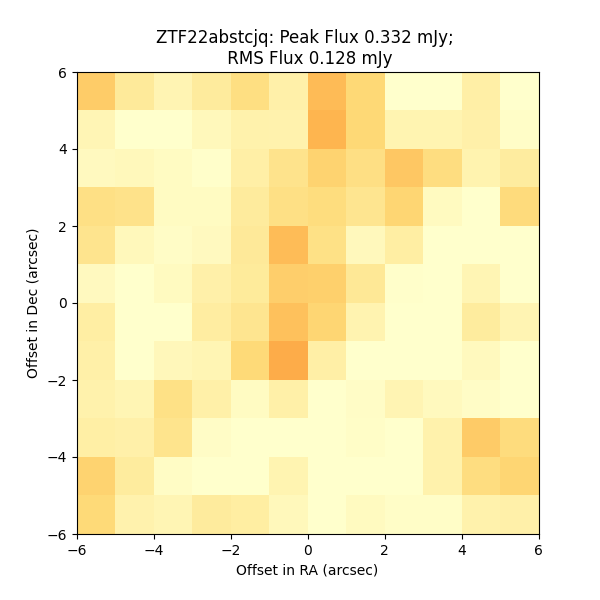 ZTF22abstcjq: Peak Flux 0.332 mJy;
RMS Flux 0.128 mJy
6
4
2
0
−2
−4
−6
Offset in Dec (arcsec)
−6 −4 −2 0 2 4 6
Offset in RA (arcsec)